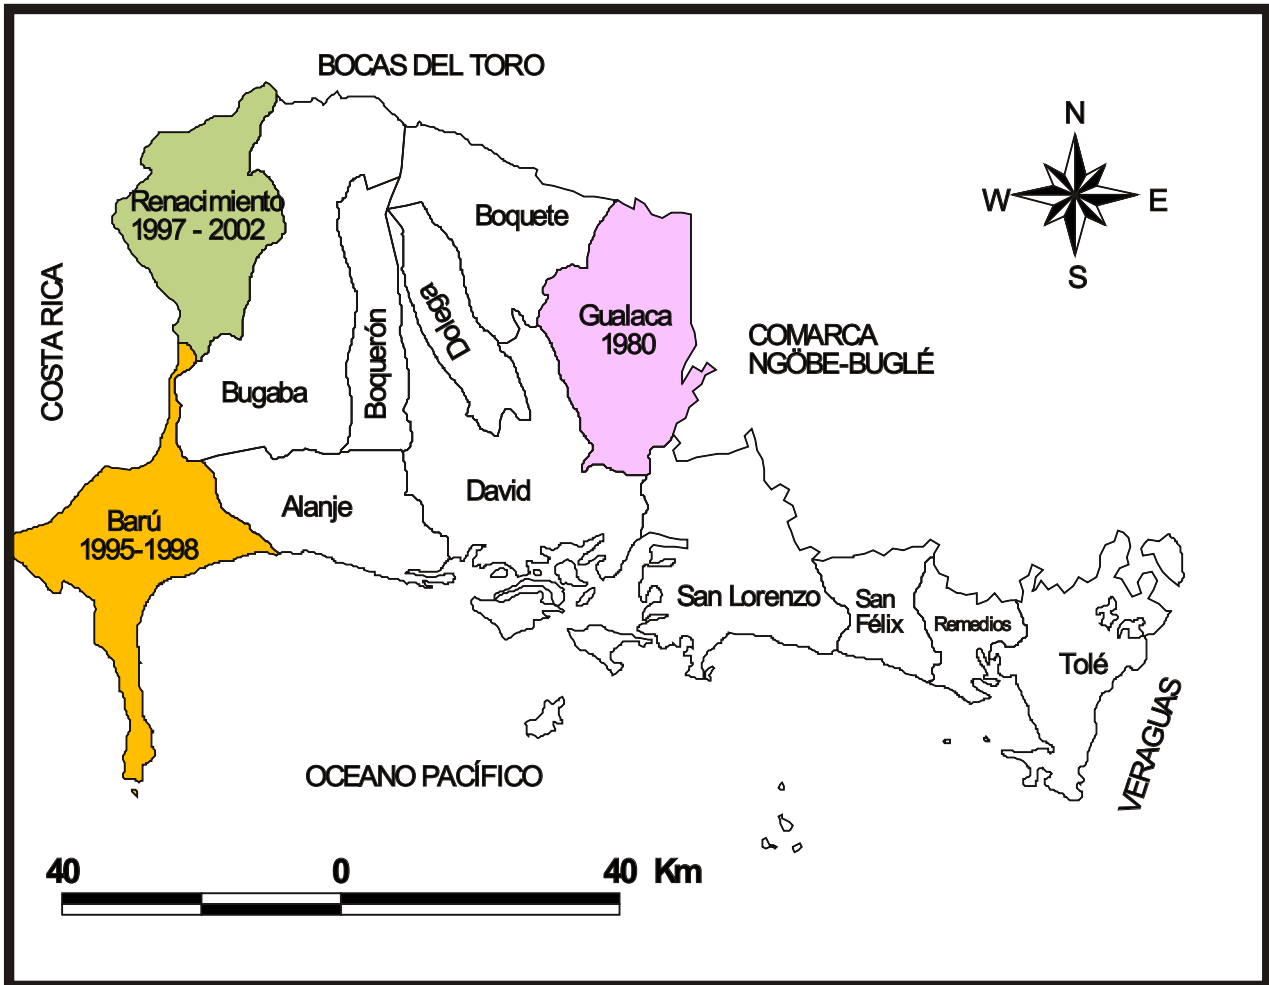 BOCAS DEL TORO
N
W
E
S
Renacimiento
1997 - 2002
Boquete
COSTA RICA
Dolega
Gualaca
1980
Boquerón
COMARCA
NGÖBE-BUGLÉ
Bugaba
David
Alanje
Barú
1995-1998
San Lorenzo
San
Félix
Remedios
Tolé
VERAGUAS
OCEANO PACÍFICO
40 0 40 Km